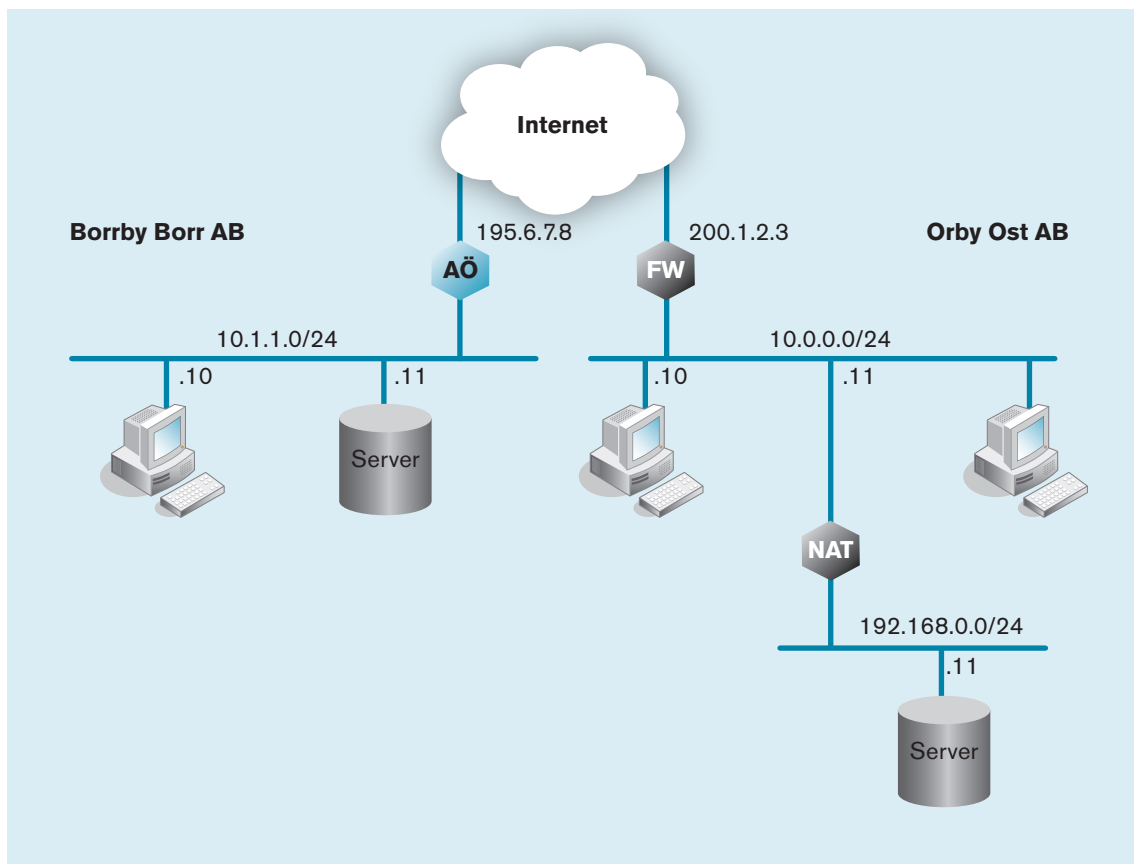 Internet
Borrby Borr AB
195.6.7.8
200.1.2.3
Orby Ost AB
AÖ
FW
10.1.1.0/24
10.0.0.0/24
.10
.11
.10
.11
Server
NAT
192.168.0.0/24
.11
Server